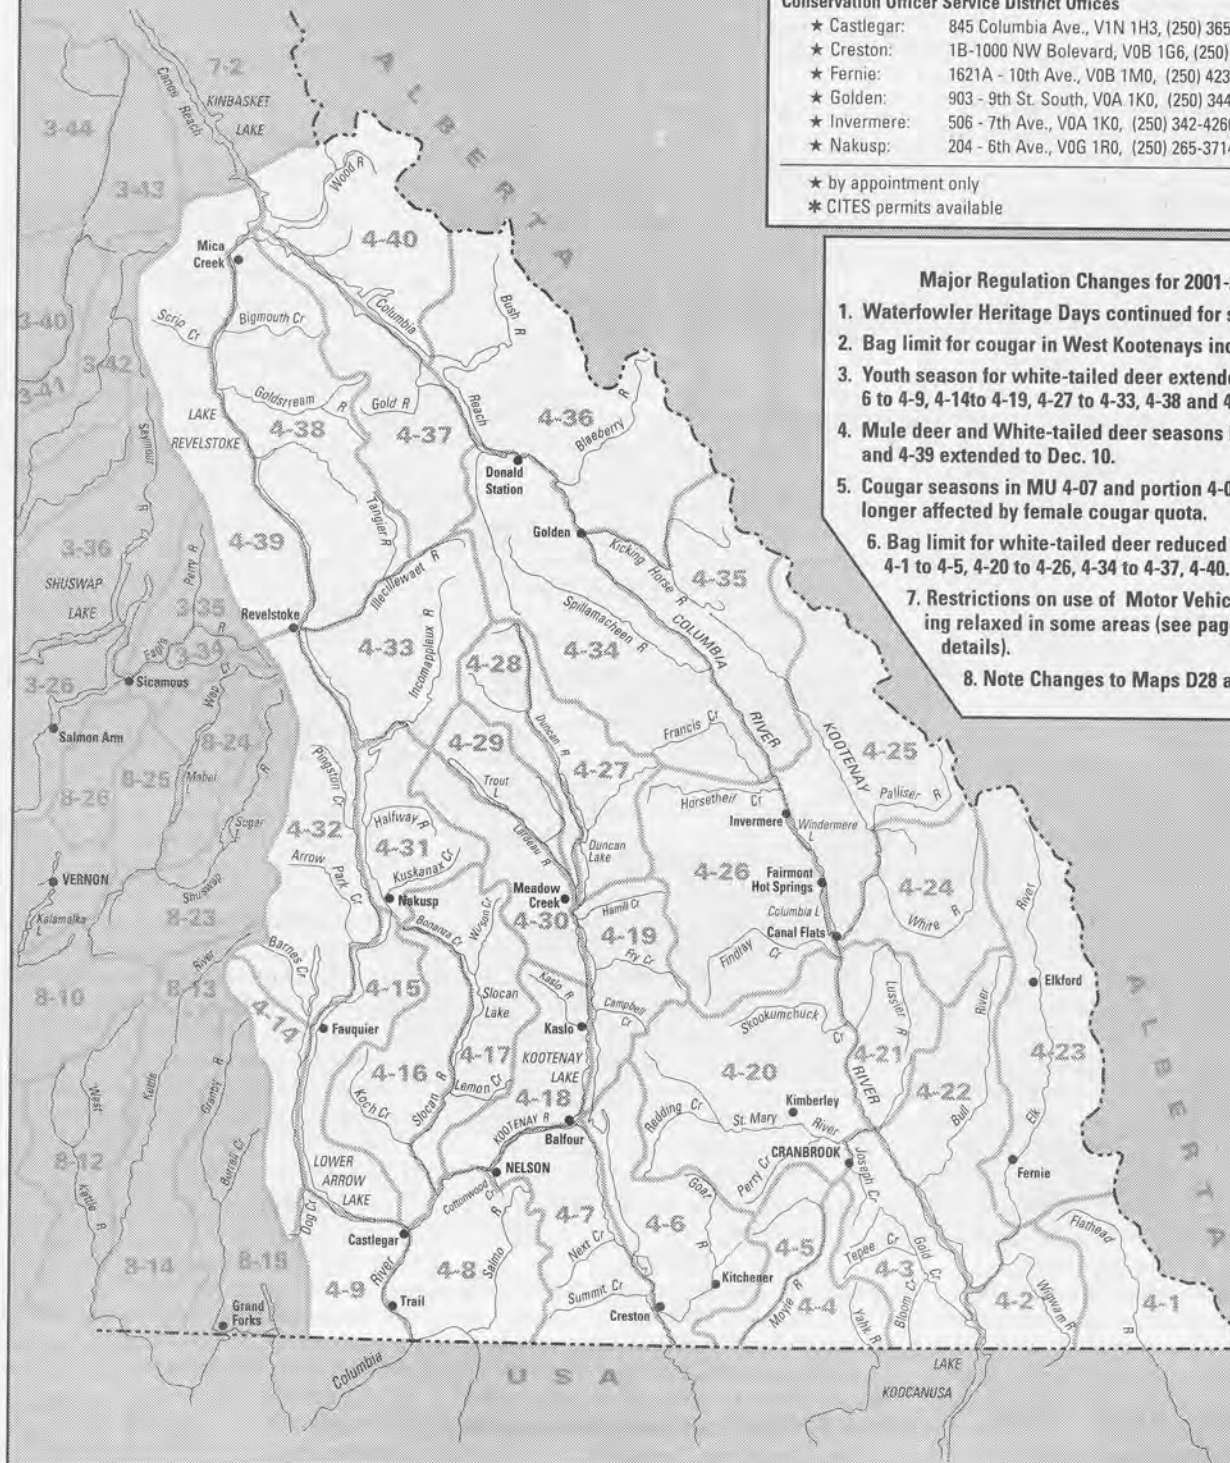 Conservation Officer Service District Offices
★ Castlegar: 845 Columbia Ave., V1N 1H3, (250) 365
★ Creston: 1B-1000 NW Bolevard, V0B 1G6, (250)
★ Fernie: 1621A - 10th Ave., V0B 1M0, (250) 423
★ Golden: 903 - 9th St. South, V0A 1K0, (250) 344
★ Invermere: 506 - 7th Ave., V0A 1K0, (250) 342-426
★ Nakusp: 204 - 6th Ave., V0G 1R0, (250) 265-371
★ by appointment only
✱ CITES permits available
Major Regulation Changes for 2001-
1. Waterfowler Heritage Days continued for
2. Bag limit for cougar in West Kootenays
3. Youth season for white-tailed deer
6 to 4-9, 4-14to 4-19, 4-27 to 4-33, 4-38 and
4. Mule deer and White-tailed deer seasons
and 4-39 extended to Dec. 10.
5. Cougar seasons in MU 4-07 and portion
longer affected by female cougar quota.
6. Bag limit for white-tailed deer reduced
4-1 to 4-5, 4-20 to 4-26, 4-34 to 4-37, 4-40.
7. Restrictions on use of Motor
ing relaxed in some areas (see
details).
8. Note Changes to Maps D28
ALBERTA
7-2
Canoe Reach
KINBASKET
LAKE
3-44
3-43
Wood R
4-40
Mica
Creek
Columbia
Reach
Bush R
3-40
Scrip Cr
Bigmouth Cr
3-42
3-41
Goldsrream R
Gold R
LAKE
REVELSTOKE
4-38
4-37
4-36
Blaeberry R
Seymour R
Donald
Station
Tangier R
Golden
Kicking Horse R
3-36
4-39
Perry R
Illecillewaet R
4-35
SHUSWAP
LAKE
3-35
Revelstoke
Spillamacheen R
COLUMBIA
RIVER
Eagle R
3-34
4-33
Incomappleux R
4-28
4-34
3-26
Sicamous
Wap Cr
Salmon Arm
8-24
4-29
Duncan R
Francis Cr
KOOTENAY
4-25
8-25
Mabel
Pingston Cr
Trout
L
4-27
8-26
Horsetheif Cr
Palliser R
Invermere
Windermere
L
Sugar
L
4-32
Halfway R
Lardeau R
4-31
Arrow Park Cr
Kuskanax Cr
Duncan
Lake
VERNON
4-26
Fairmont
Hot Springs
4-24
Shuswap
Nakusp
Meadow
Creek
Hamill Cr
Columbia L
White R
River
Kalamalka
L
8-23
Bonanza Cr
Wilson Cr
4-30
4-19
Canal Flats
Barnes Cr
Fry Cr
Findlay Cr
8-10
River
8-13
4-15
Slocan
Lake
Kaslo R
Campbell
Cr
Lussier R
River
Elkford
4-14
Fauquier
Kaslo
Skookumchuck
Cr
4-16
4-17
KOOTENAY
LAKE
4-21
4-23
West
Kettle
Granby R
Koch Cr
Slocan R
Lemon Cr
4-18
4-20
RIVER
4-22
KOOTENAY R
Balfour
Redding Cr
Kimberley
St. Mary River
Bull
Elk
8-12
Kettle R
Burrell Cr
LOWER
ARROW
LAKE
NELSON
CRANBROOK
Perry Cr
Joseph Cr
Fernie
Cottonwood
Cr
Goar R
Dog Cr
Castlegar
4-7
4-6
Flathead
R
8-14
8-15
River
4-8
Salmo R
Next Cr
4-5
Tepee Cr
Gold Cr
4-3
4-9
Trail
Summit Cr
Kitchener
Moyie R
4-4
Yahk R
Bloom Cr
4-2
Wigwam R
4-1
Grand
Forks
Creston
ALBERTA
Columbia
USA
LAKE
KOOCANUSA